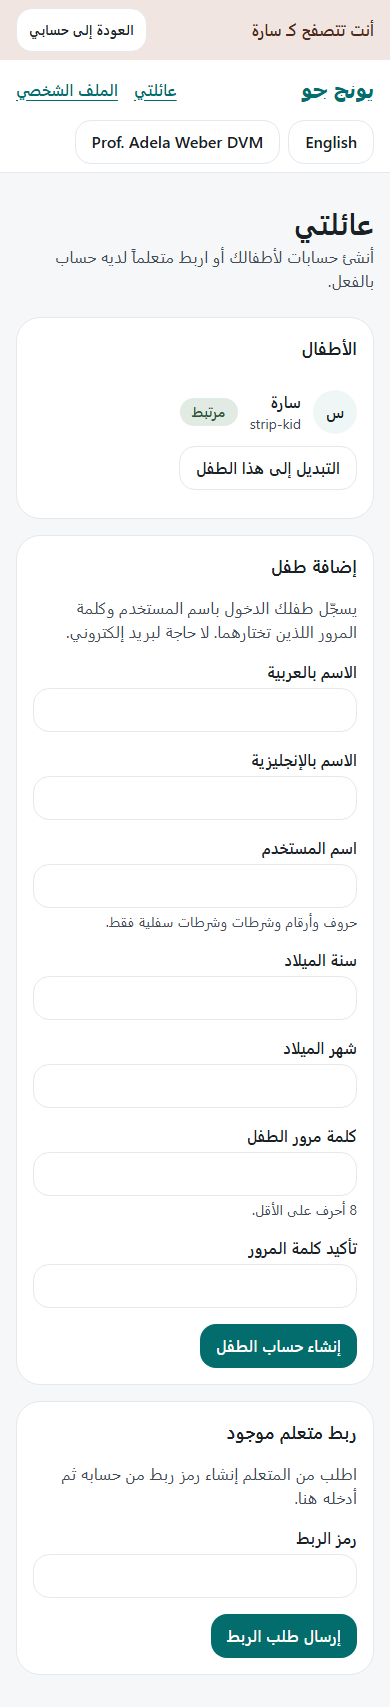 أنت تتصفح كـ سارة
العودة إلى حسابي
يونج جو
عائلتي
الملف الشخصي
English
Prof. Adela Weber DVM
عائلتي
أنشئ حسابات لأطفالك أو اربط متعلماً لديه حساب
بالفعل.
الأطفال
س
سارة
strip-kid
مرتبط
التبديل إلى هذا الطفل
إضافة طفل
يسجّل طفلك الدخول باسم المستخدم وكلمة
المرور اللذين تختارهما. لا حاجة لبريد إلكتروني.
الاسم بالعربية
الاسم بالإنجليزية
اسم المستخدم
حروف وأرقام وشرطات وشرطات سفلية فقط.
سنة الميلاد
شهر الميلاد
كلمة مرور الطفل
8 أحرف على الأقل.
تأكيد كلمة المرور
إنشاء حساب الطفل
ربط متعلم موجود
اطلب من المتعلم إنشاء رمز ربط من حسابه ثم
أدخله هنا.
رمز الربط
إرسال طلب الربط